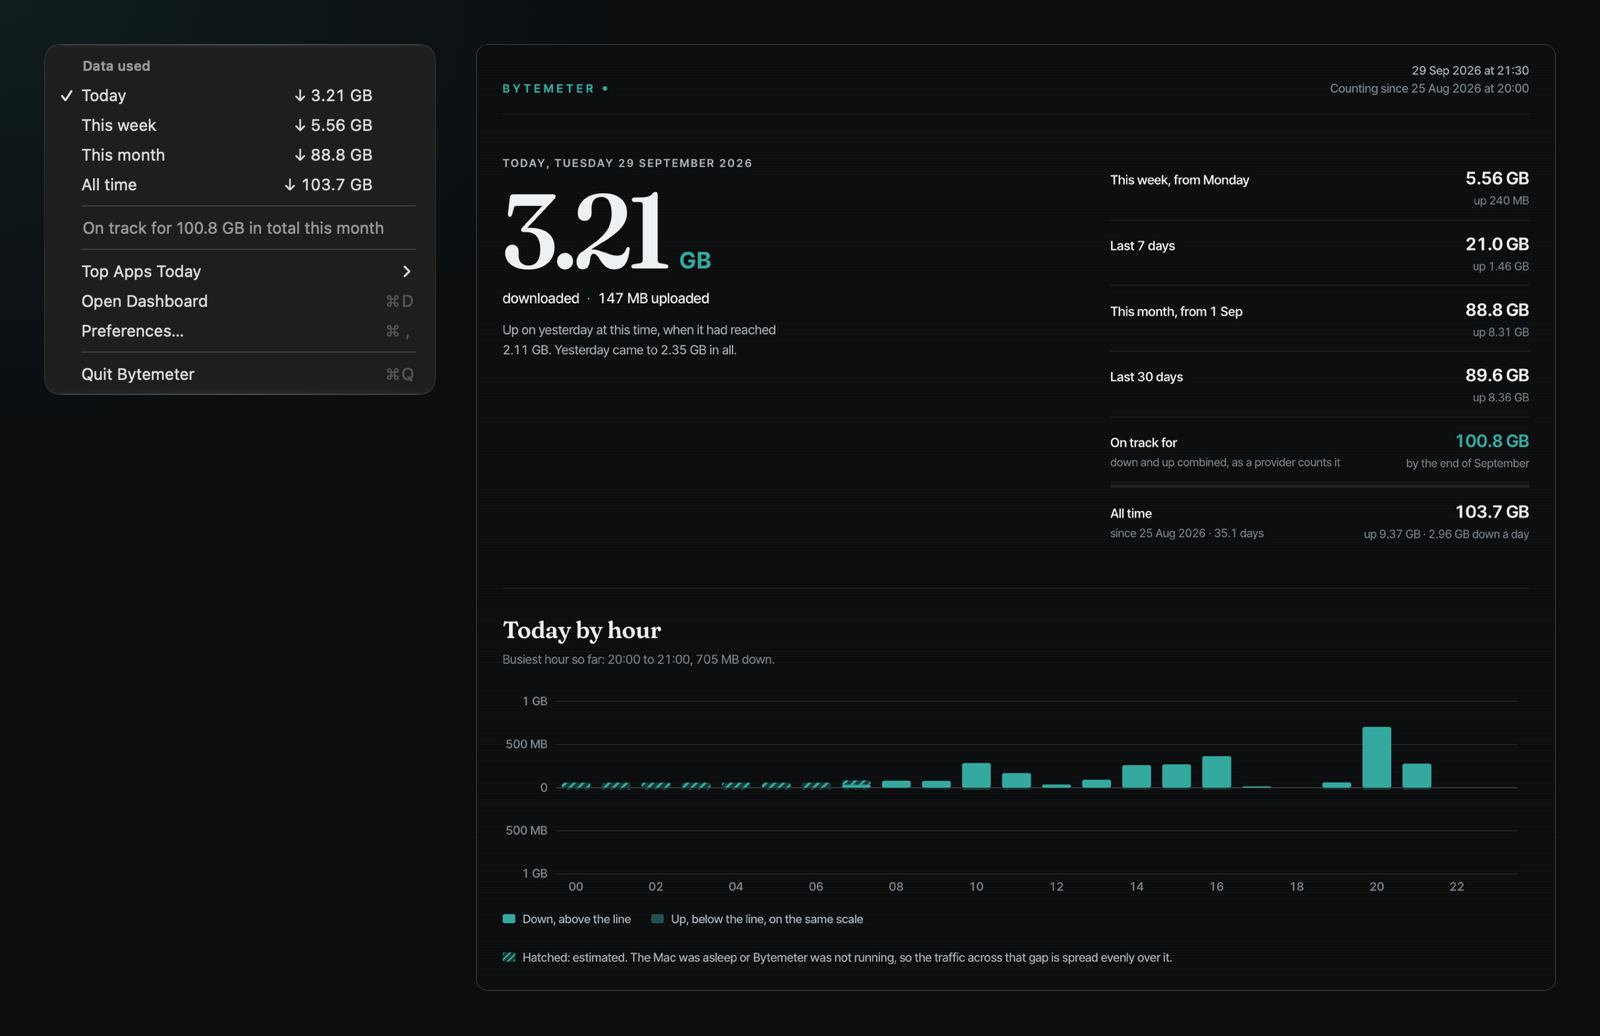 Data used
✓ Today ↓ 3.21 GB
This week ↓ 5.56 GB
This month ↓ 88.8 GB
All time ↓ 103.7 GB
On track for 100.8 GB in total this month
Top Apps Today
Open Dashboard ⌘D
Preferences... ⌘,
Quit Bytemeter ⌘Q
BYTEMETER •
29 Sep 2026 at 21:30
Counting since 25 Aug 2026 at 20:00
TODAY, TUESDAY 29 SEPTEMBER 2026
3.21 GB
downloaded · 147 MB uploaded
Up on yesterday at this time, when it had reached
2.11 GB. Yesterday came to 2.35 GB in all.
This week, from Monday 5.56 GB
up 240 MB
Last 7 days 21.0 GB
up 1.46 GB
This month, from 1 Sep 88.8 GB
up 8.31 GB
Last 30 days 89.6 GB
up 8.36 GB
On track for 100.8 GB
down and up combined, as a provider counts it by the end of September
All time 103.7 GB
since 25 Aug 2026 · 35.1 days up 9.37 GB · 2.96 GB down a day
Today by hour
Busiest hour so far: 20:00 to 21:00, 705 MB down.
1 GB
500 MB
0
500 MB
1 GB
00 02 04 06 08 10 12 14 16 18 20 22
Down, above the line Up, below the line, on the same scale
Hatched: estimated. The Mac was asleep or Bytemeter was not running, so the traffic across that gap is spread evenly over it.